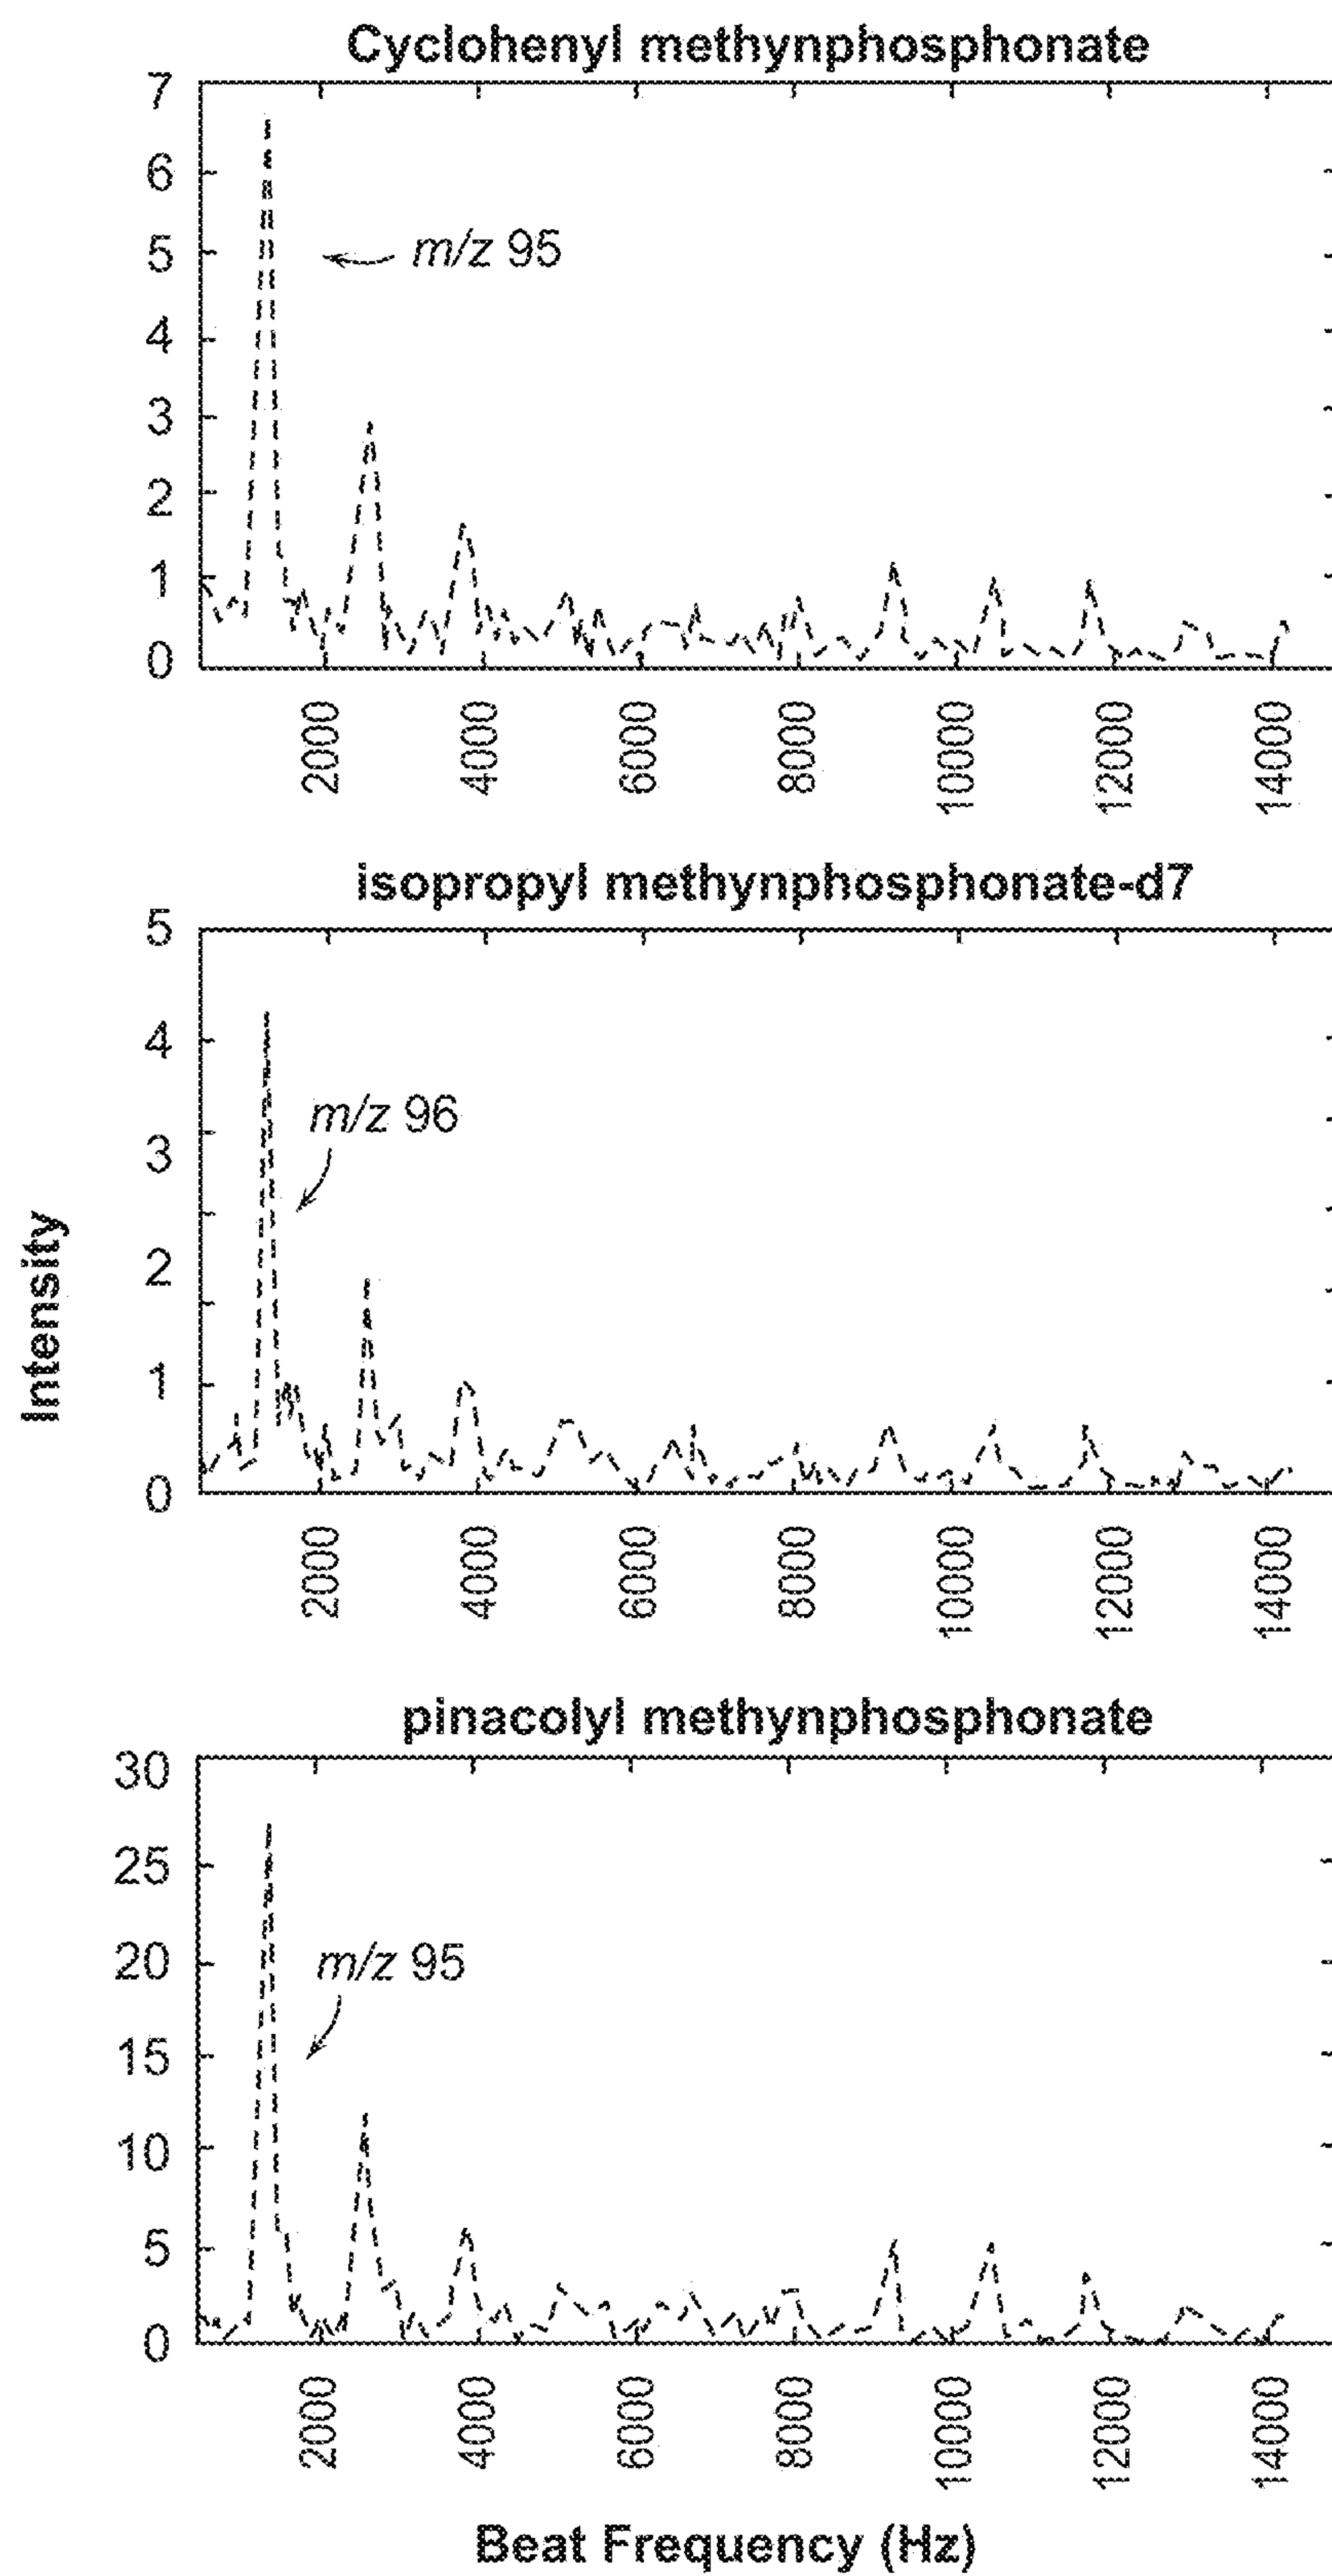 Cyclohenyl methynphosphonate
7
6
5
4
3
2
1
0
m/z 95
2000 4000 6000 8000 10000 12000 14000
isopropyl methynphosphonate-d7
5
4
3
2
1
0
m/z 96
2000 4000 6000 8000 10000 12000 14000
Intensity
pinacolyl methynphosphonate
30
25
20
15
10
5
0
m/z 95
2000 4000 6000 8000 10000 12000 14000
Beat Frequency (Hz)